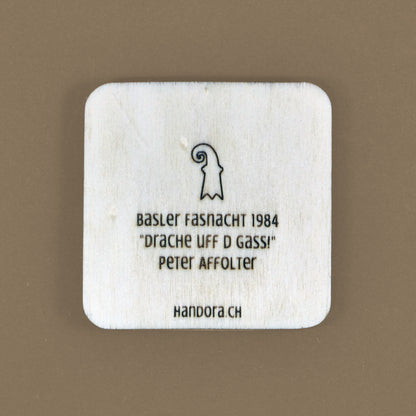 Basler Fasnacht 1984
"Drache uff d Gass!"
Peter Affolter
Handora.ch